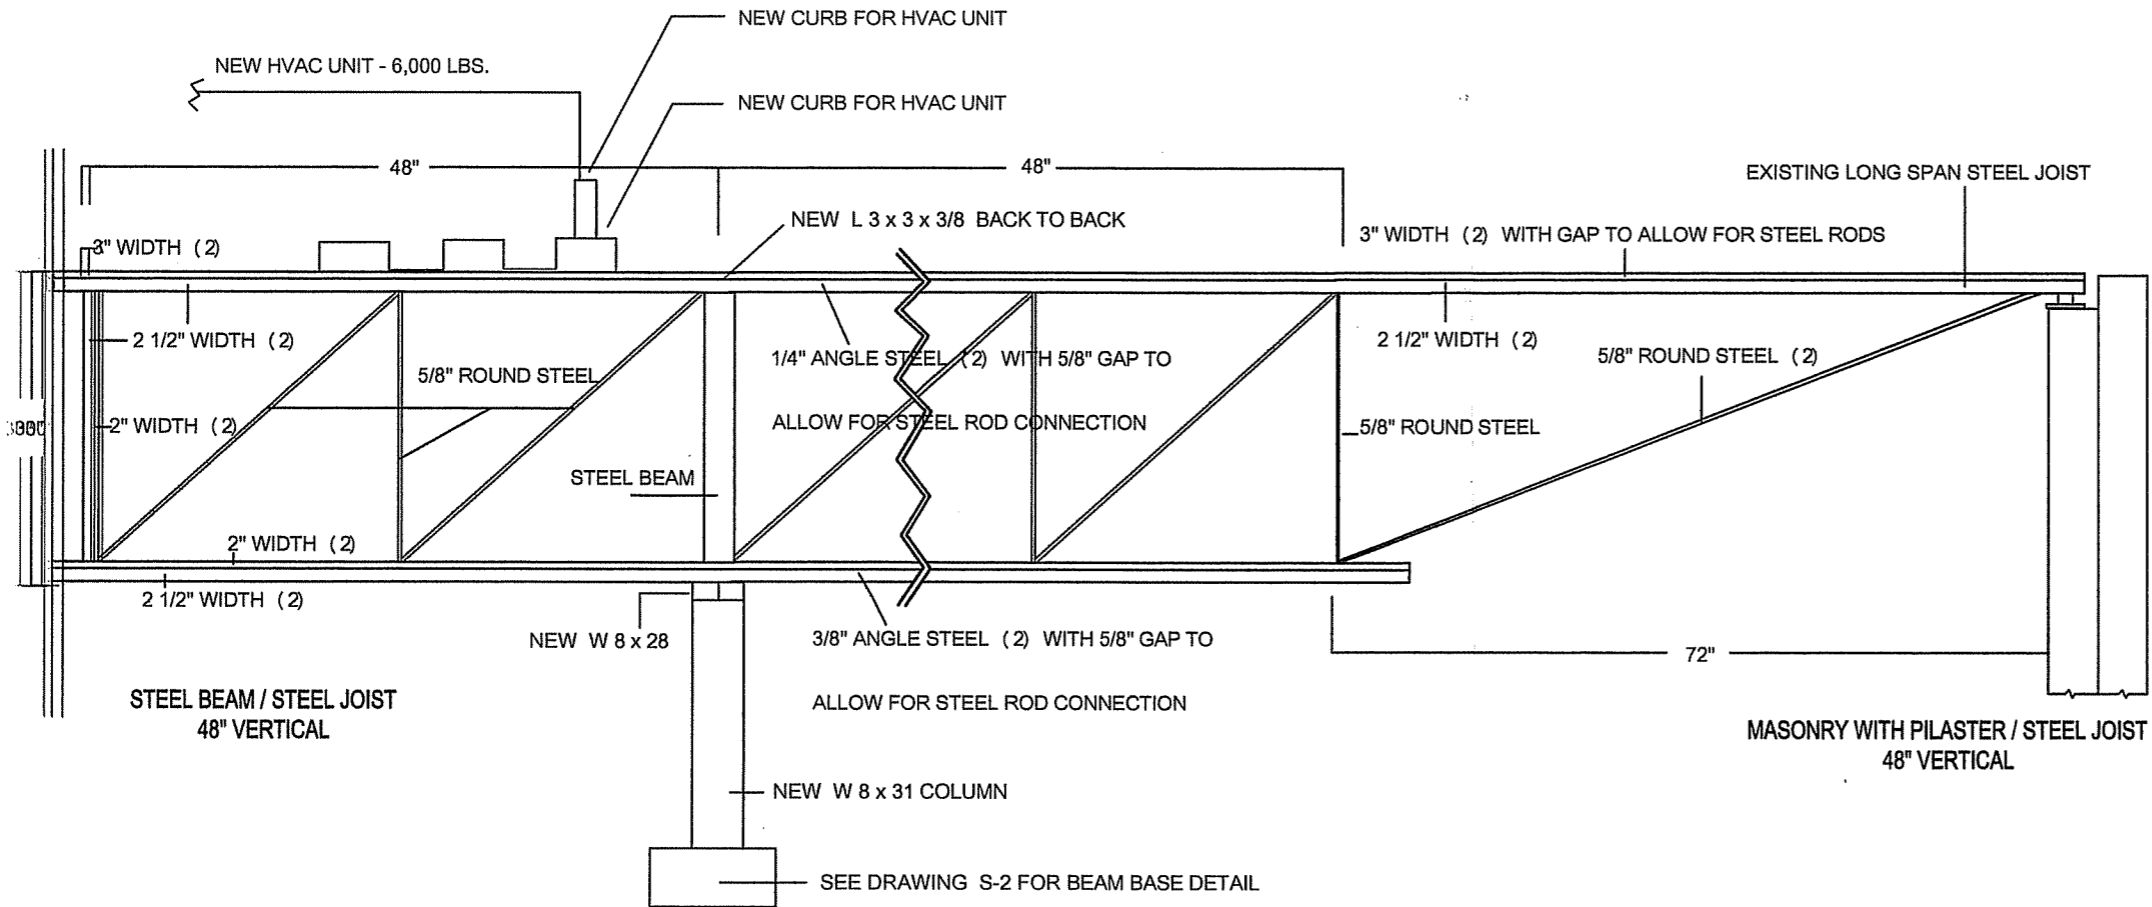 NEW CURB FOR HVAC UNIT
NEW HVAC UNIT - 6,000 LBS.
NEW CURB FOR HVAC UNIT
48"
48"
EXISTING LONG SPAN STEEL JOIST
NEW L 3 x 3 x 3/8 BACK TO BACK
3" WIDTH (2)
3" WIDTH (2) WITH GAP TO ALLOW FOR STEEL RODS
2 1/2" WIDTH (2)
2 1/2" WIDTH (2)
1/4" ANGLE STEEL (2) WITH 5/8" GAP TO
ALLOW FOR STEEL ROD CONNECTION
5/8" ROUND STEEL (2)
5/8" ROUND STEEL
2" WIDTH (2)
5/8" ROUND STEEL
STEEL BEAM
2" WIDTH (2)
2 1/2" WIDTH (2)
NEW W 8 x 28
3/8" ANGLE STEEL (2) WITH 5/8" GAP TO
ALLOW FOR STEEL ROD CONNECTION
72"
STEEL BEAM / STEEL JOIST
48" VERTICAL
MASONRY WITH PILASTER / STEEL JOIST
48" VERTICAL
NEW W 8 x 31 COLUMN
SEE DRAWING S-2 FOR BEAM BASE DETAIL